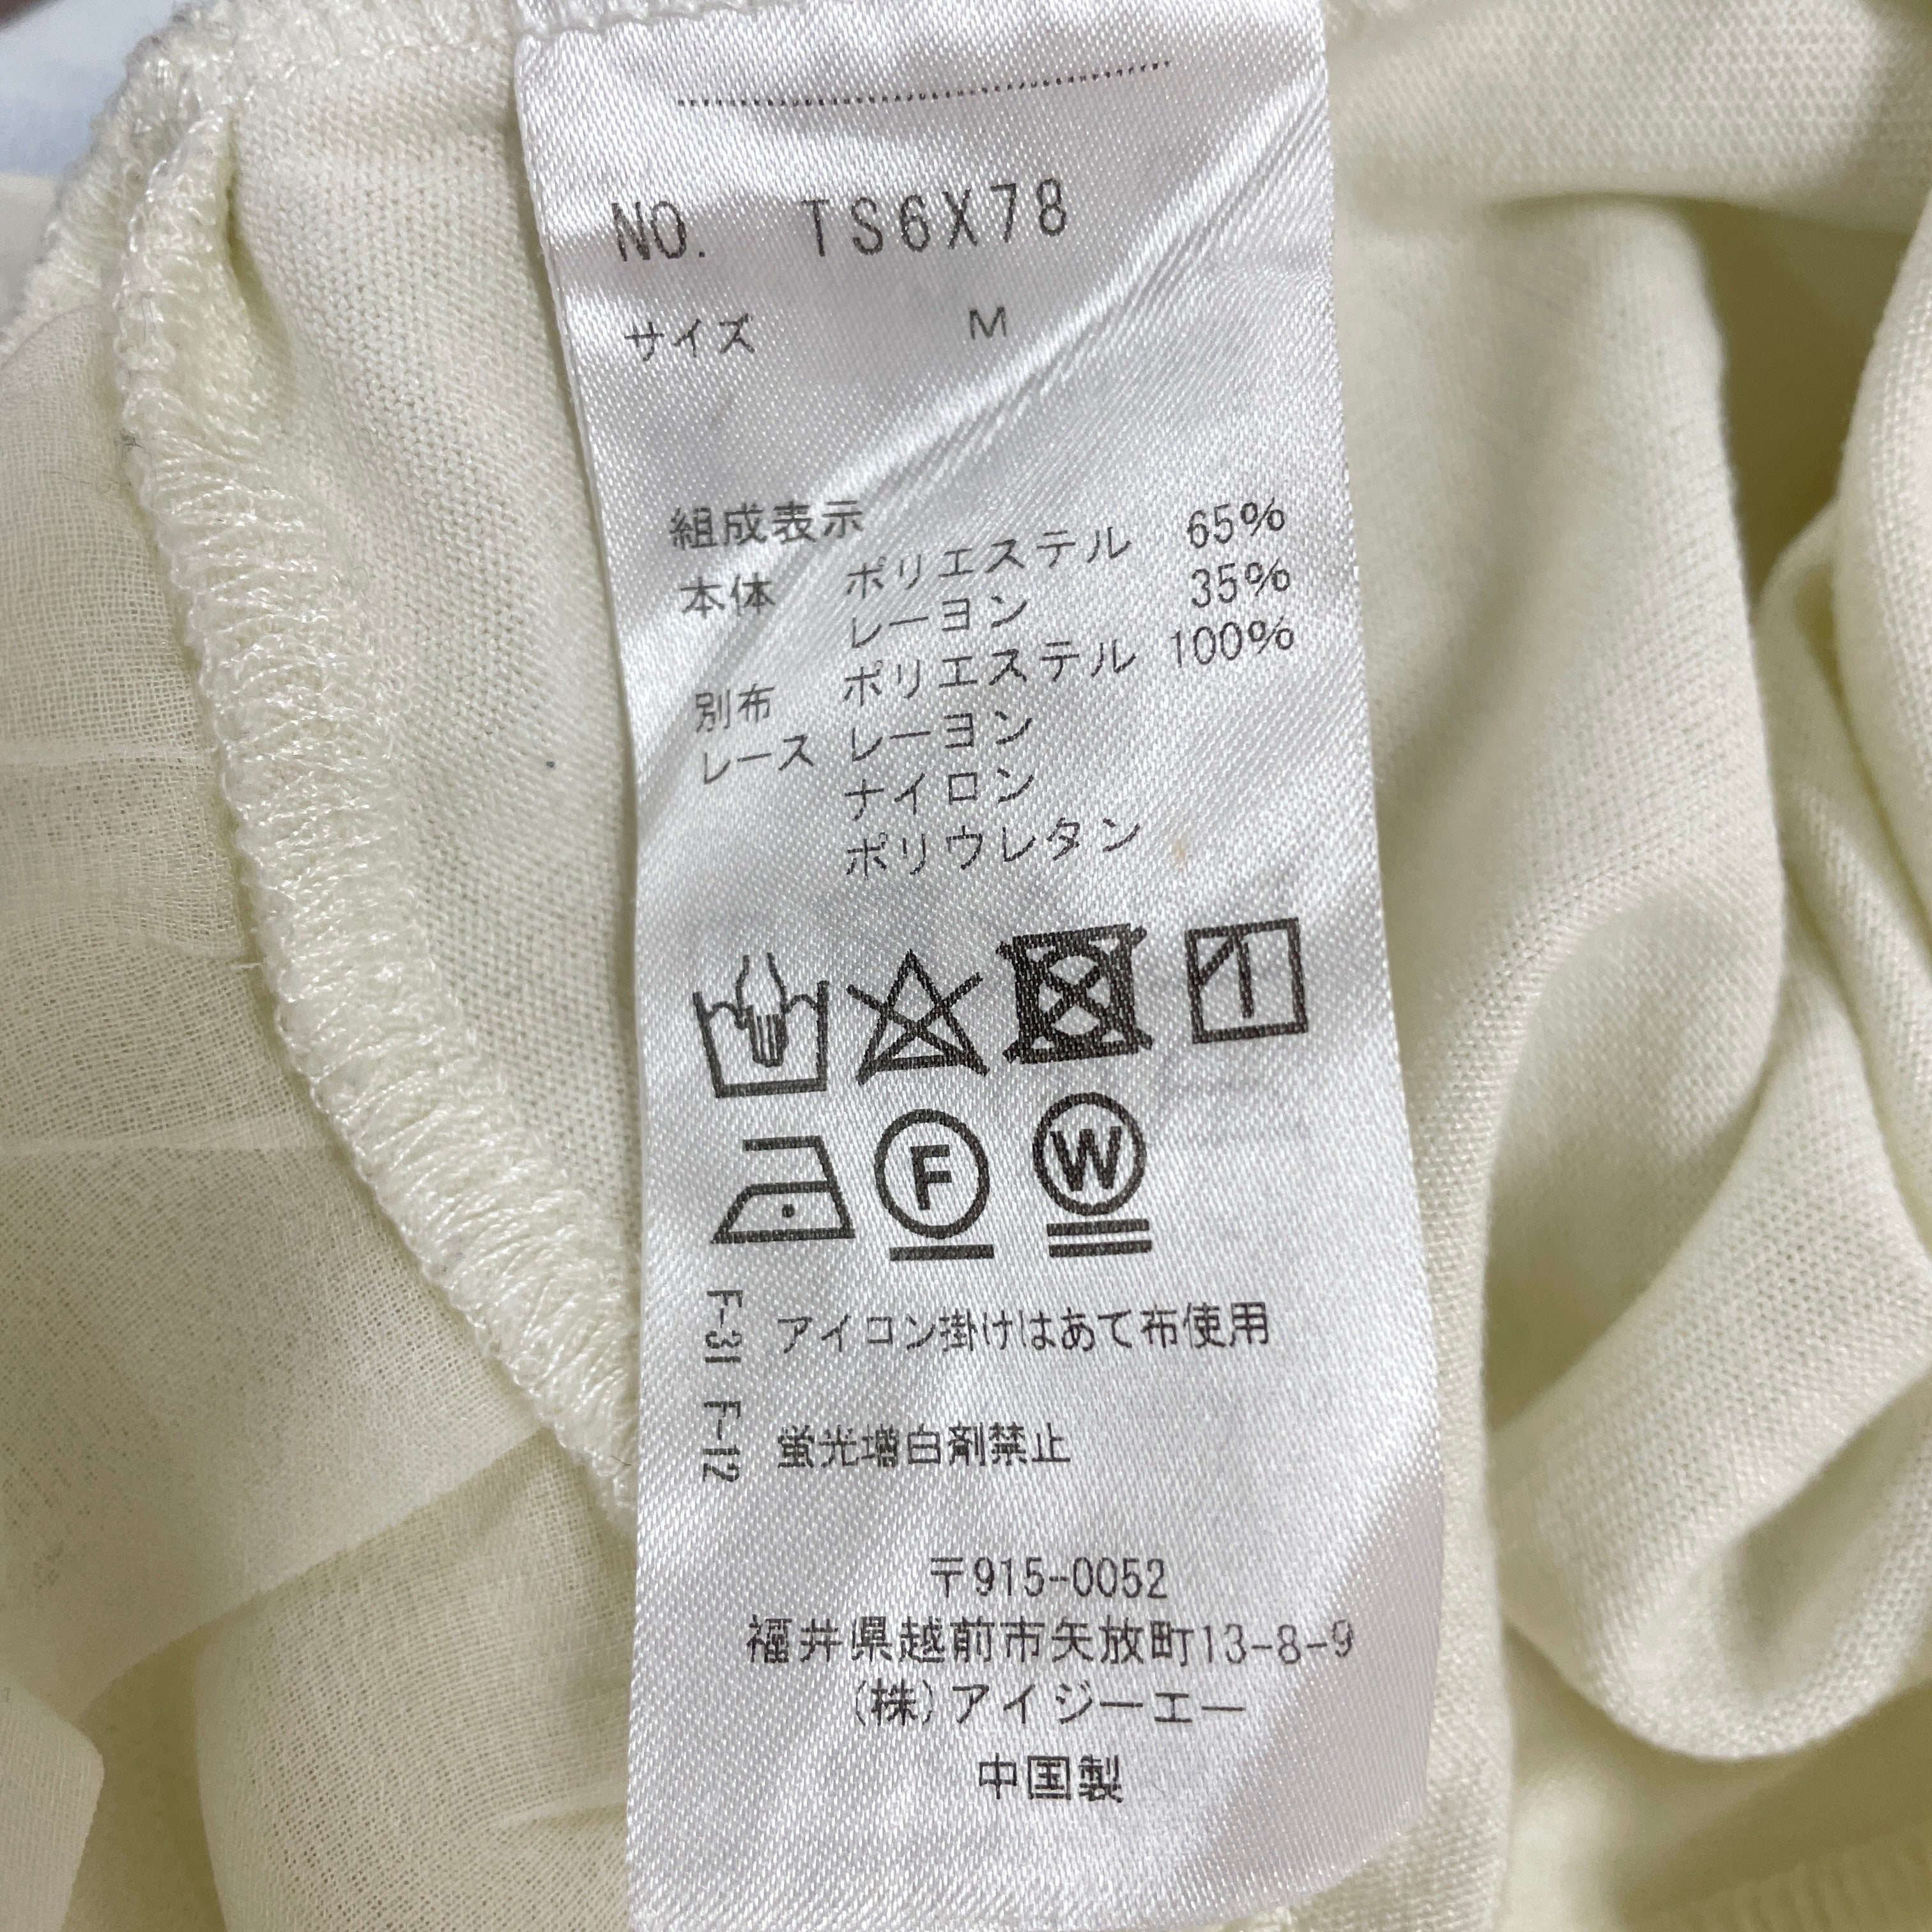 NO. TS6X78
サイズ M
組成表示
本体 ポリエステル 65%
レーヨン 35%
別布 ポリエステル 100%
レース レーヨン
ナイロン
ポリウレタン
F W
F-31 アイロン掛けはあて布使用
F-12 蛍光増白剤禁止
〒915-0052
福井県越前市矢放町13-8-9
(株)アイジーエー
中国製